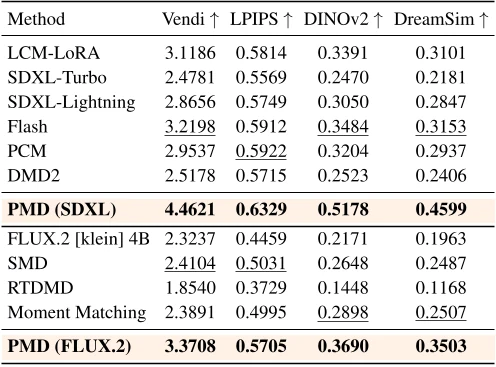 Method Vendi ↑ LPIPS ↑ DINOv2 ↑ DreamSim ↑
LCM-LoRA 3.1186 0.5814 0.3391 0.3101
SDXL-Turbo 2.4781 0.5569 0.2470 0.2181
SDXL-Lightning 2.8656 0.5749 0.3050 0.2847
Flash 3.2198 0.5912 0.3484 0.3153
PCM 2.9537 0.5922 0.3204 0.2937
DMD2 2.5178 0.5715 0.2523 0.2406
PMD (SDXL) 4.4621 0.6329 0.5178 0.4599
FLUX.2 [klein] 4B 2.3237 0.4459 0.2171 0.1963
SMD 2.4104 0.5031 0.2648 0.2487
RTDMD 1.8540 0.3729 0.1448 0.1168
Moment Matching 2.3891 0.4995 0.2898 0.2507
PMD (FLUX.2) 3.3708 0.5705 0.3690 0.3503